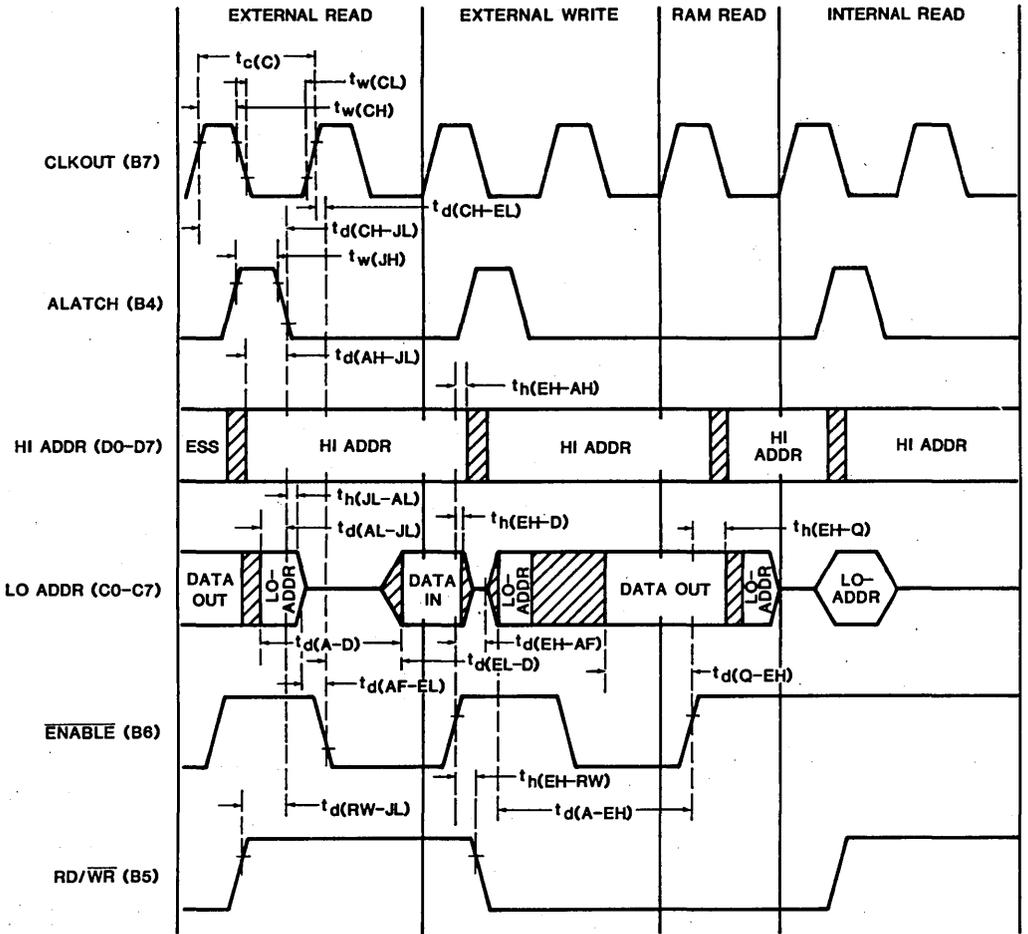 EXTERNAL READ
EXTERNAL WRITE
RAM READ
INTERNAL READ
tc(C)
tw(CL)
tw(CH)
CLKOUT (B7)
td(CH–EL)
td(CH–JL)
tw(JH)
ALATCH (B4)
td(AH–JL)
th(EH–AH)
HI ADDR (D0–D7)
ESS
HI ADDR
HI ADDR
HI
ADDR
HI ADDR
th(JL–AL)
th(EH–D)
td(AL–JL)
th(EH–Q)
LO ADDR (C0–C7)
DATA
OUT
LO–
ADDR
DATA
IN
LO–
ADDR
DATA OUT
LO–
ADDR
LO–
ADDR
td(A–D)
td(EH–AF)
td(EL–D)
td(Q–EH)
td(AF–EL)
ENABLE (B6)
th(EH–RW)
td(RW–JL)
td(A–EH)
RD/WR (B5)